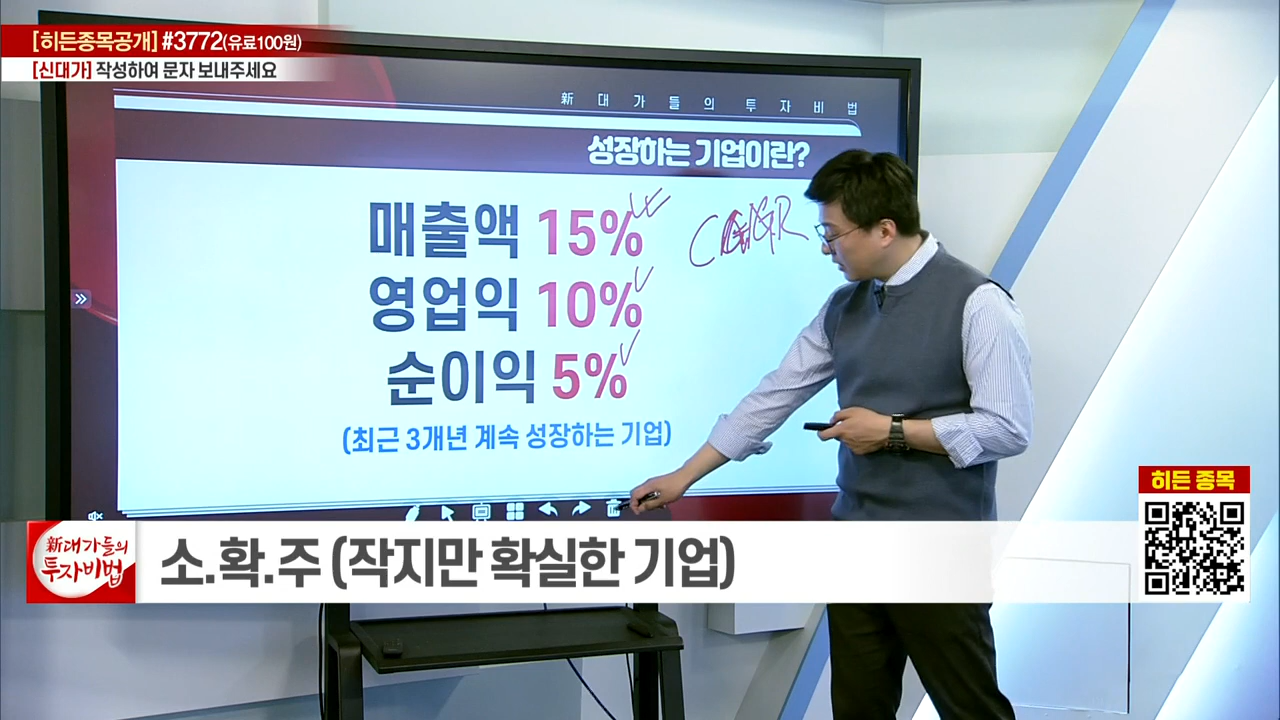 [히든종목공개] #3772(유료100원)
[신대가] 작성하여 문자 보내주세요
新 대 가 들 의 투 자 비 법
성장하는 기업이란?
매출액 15%
영업익 10%
순이익 5%
(최근 3개년 계속 성장하는 기업)
히든 종목
新대가들의
투자비법
소.확.주 (작지만 확실한 기업)